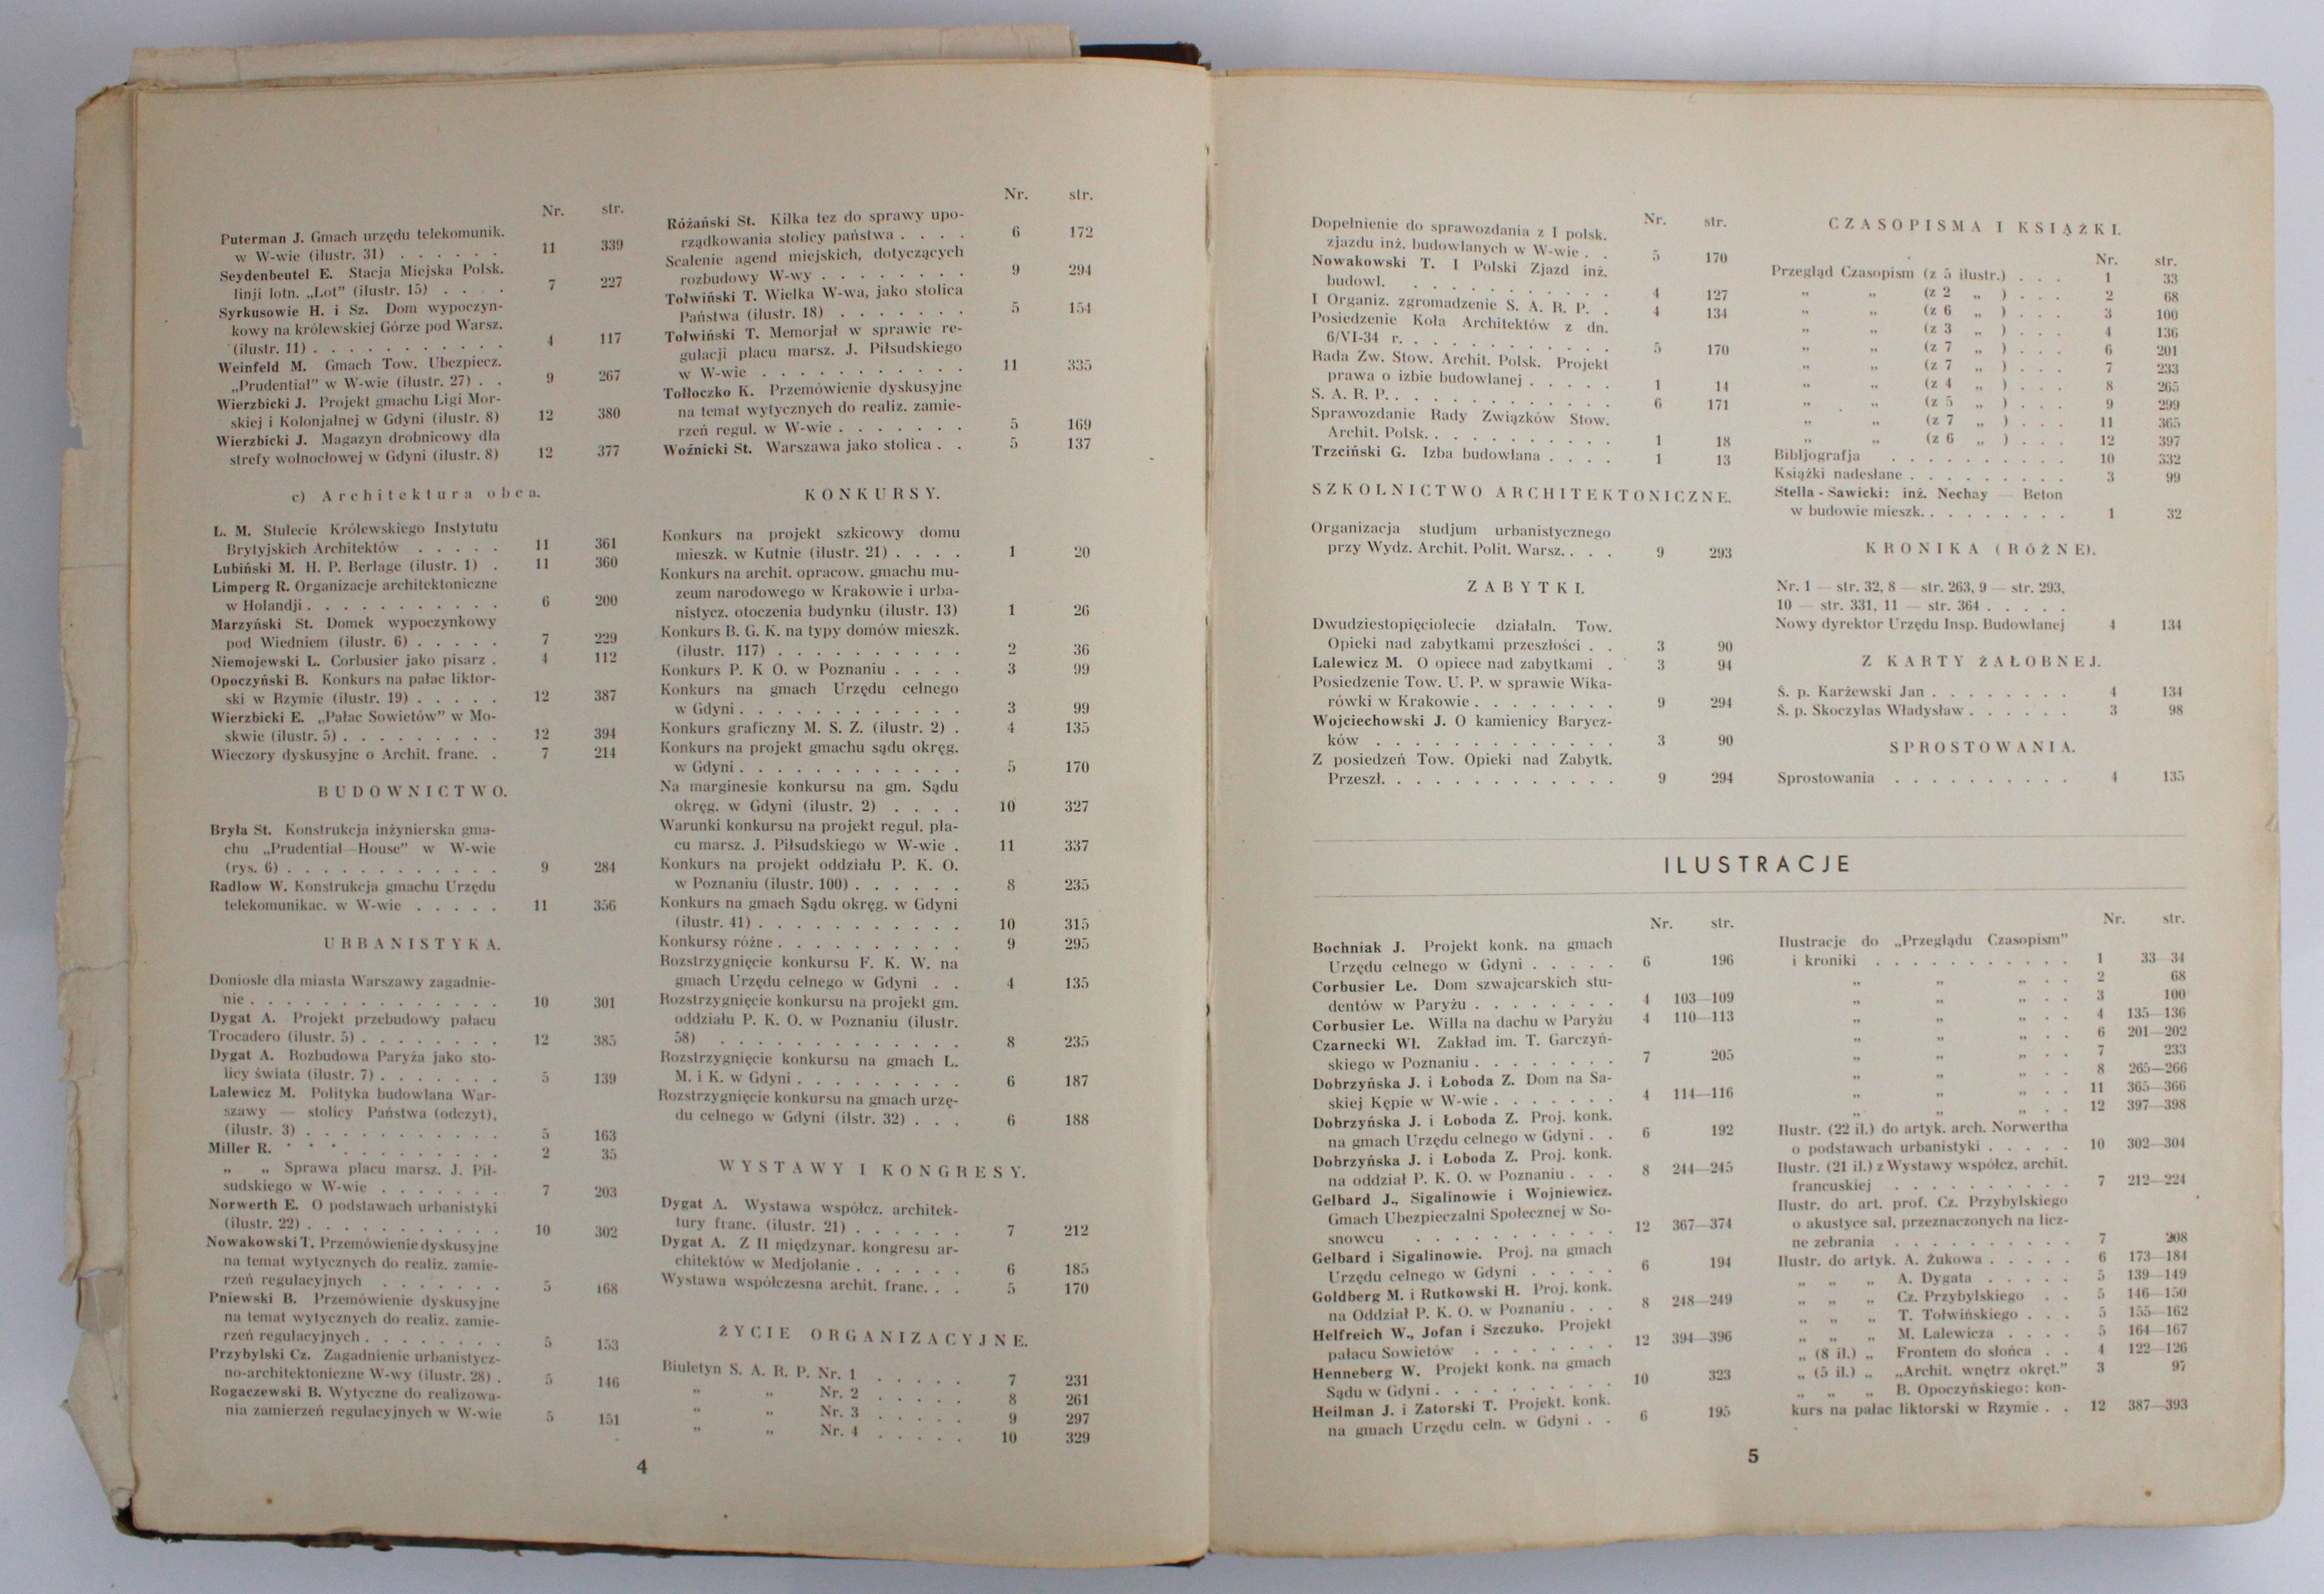 Nr. str.
Puterman J. Gmach urzędu telekomunik.
w W-wie (ilustr. 31) . . . . . . 11 339
Seydenbeutel E. Stacja Miejska Polsk.
linji lotn. „Lot" (ilustr. 15) . . . . 7 227
Syrkusowie H. i Sz. Dom wypoczyn-
kowy na królewskiej Górze pod Warsz.
(ilustr. 11) . . . . . . . . . . 4 117
Weinfeld M. Gmach Tow. Ubezpiecz.
„Prudential" w W-wie (ilustr. 27) . . 9 267
Wierzbicki J. Projekt gmachu Ligi Mor-
skiej i Kolonjalnej w Gdyni (ilustr. 8) 12 380
Wierzbicki J. Magazyn drobnicowy dla
strefy wolnocłowej w Gdyni (ilustr. 8) 12 377
c) Architektura obca.
L. M. Stulecie Królewskiego Instytutu
Brytyjskich Architektów . . . . . 11 361
Lubiński M. H. P. Berlage (ilustr. 1) . 11 360
Limperg R. Organizacje architektoniczne
w Holandji . . . . . . . . . . 6 200
Marzyński St. Domek wypoczynkowy
pod Wiedniem (ilustr. 6) . . . . . 7 229
Niemojewski L. Corbusier jako pisarz . 4 112
Opoczyński B. Konkurs na pałac liktor-
ski w Rzymie (ilustr. 19) . . . . . 12 387
Wierzbicki E. „Pałac Sowietów" w Mo-
skwie (ilustr. 5) . . . . . . . . . 12 394
Wieczory dyskusyjne o Archit. franc. . 7 214
BUDOWNICTWO.
Bryła St. Konstrukcja inżynierska gma-
chu „Prudential—House" w W-wie
(rys. 6) . . . . . . . . . . . . 9 284
Radlow W. Konstrukcja gmachu Urzędu
telekomunikac. w W-wie . . . . . 11 356
URBANISTYKA.
Doniosłe dla miasta Warszawy zagadnie-
nie . . . . . . . . . . . . . . 10 301
Dygat A. Projekt przebudowy pałacu
Trocadero (ilustr. 5) . . . . . . . . 12 385
Dygat A. Rozbudowa Paryża jako sto-
licy świata (ilustr. 7) . . . . . . . 5 139
Lalewicz M. Polityka budowlana War-
szawy — stolicy Państwa (odczyt),
(ilustr. 3) . . . . . . . . . . . 5 163
Miller R. * * * . . . . . . . . . 2 35
„ „ Sprawa placu marsz. J. Pił-
sudskiego w W-wie . . . . . . . 7 203
Norwerth E. O podstawach urbanistyki
(ilustr. 22) . . . . . . . . . . . 10 302
Nowakowski T. Przemówienie dyskusyjne
na temat wytycznych do realiz. zamie-
rzeń regulacyjnych . . . . . . . 5 168
Pniewski B. Przemówienie dyskusyjne
na temat wytycznych do realiz. zamie-
rzeń regulacyjnych . . . . . . . . 5 153
Przybylski Cz. Zagadnienie urbanistycz-
no-architektoniczne W-wy (ilustr. 28) . 5 146
Rogaczewski B. Wytyczne do realizowa-
nia zamierzeń regulacyjnych w W-wie 5 151
Nr. str.
Różański St. Kilka tez do sprawy upo-
rządkowania stolicy państwa . . . . 6 172
Scalenie agend miejskich, dotyczących
rozbudowy W-wy . . . . . . . . 9 294
Tołwiński T. Wielka W-wa, jako stolica
Państwa (ilustr. 18) . . . . . . . 5 154
Tołwiński T. Memorjał w sprawie re-
gulacji placu marsz. J. Piłsudskiego
w W-wie . . . . . . . . . . . 11 335
Tołłoczko K. Przemówienie dyskusyjne
na temat wytycznych do realiz. zamie-
rzeń regul. w W-wie . . . . . . . 5 169
Woźnicki St. Warszawa jako stolica . . 5 137
KONKURSY.
Konkurs na projekt szkicowy domu
mieszk. w Kutnie (ilustr. 21) . . . . 1 20
Konkurs na archit. opracow. gmachu mu-
zeum narodowego w Krakowie i urba-
nistycz. otoczenia budynku (ilustr. 13) 1 26
Konkurs B. G. K. na typy domów mieszk.
(ilustr. 117) . . . . . . . . . . 2 36
Konkurs P. K O. w Poznaniu . . . . 3 99
Konkurs na gmach Urzędu celnego
w Gdyni . . . . . . . . . . . . 3 99
Konkurs graficzny M. S. Z. (ilustr. 2) . 4 135
Konkurs na projekt gmachu sądu okręg.
w Gdyni . . . . . . . . . . . . 5 170
Na marginesie konkursu na gm. Sądu
okręg. w Gdyni (ilustr. 2) . . . . 10 327
Warunki konkursu na projekt regul. pla-
cu marsz. J. Piłsudskiego w W-wie . 11 337
Konkurs na projekt oddziału P. K. O.
w Poznaniu (ilustr. 100) . . . . . . 8 235
Konkurs na gmach Sądu okręg. w Gdyni
(ilustr. 41) . . . . . . . . . . . 10 315
Konkursy różne . . . . . . . . . . 9 295
Rozstrzygnięcie konkursu F. K. W. na
gmach Urzędu celnego w Gdyni . . 4 135
Rozstrzygnięcie konkursu na projekt gm.
oddziału P. K. O. w Poznaniu (ilustr.
58) . . . . . . . . . . . . . 8 235
Rozstrzygnięcie konkursu na gmach L.
M. i K. w Gdyni . . . . . . . . . 6 187
Rozstrzygnięcie konkursu na gmach urzę-
du celnego w Gdyni (ilstr. 32) . . . 6 188
WYSTAWY I KONGRESY.
Dygat A. Wystawa współcz. architek-
tury franc. (ilustr. 21) . . . . . . 7 212
Dygat A. Z II międzynar. kongresu ar-
chitektów w Medjolanie . . . . . . 6 185
Wystawa współczesna archit. franc. . . 5 170
ŻYCIE ORGANIZACYJNE.
Biuletyn S. A. R. P. Nr. 1 . . . . . 7 231
„ „ Nr. 2 . . . . . 8 261
„ „ Nr. 3 . . . . . 9 297
„ „ Nr. 4 . . . . . 10 329
4
Nr. str.
Dopełnienie do sprawozdania z I polsk.
zjazdu inż. budowlanych w W-wie . . 5 170
Nowakowski T. I Polski Zjazd inż.
budowl. . . . . . . . . . . . 4 127
I Organiz. zgromadzenie S. A. R. P. . 4 134
Posiedzenie Koła Architektów z dn.
6/VI-34 r. . . . . . . . . . . . 5 170
Rada Zw. Stow. Archit. Polsk. Projekt
prawa o izbie budowlanej . . . . . 1 14
S. A. R. P. . . . . . . . . . . . . 6 171
Sprawozdanie Rady Związków Stow.
Archit. Polsk. . . . . . . . . . . 1 18
Trzciński G. Izba budowlana . . . . 1 13
SZKOLNICTWO ARCHITEKTONICZNE.
Organizacja studjum urbanistycznego
przy Wydz. Archit. Polit. Warsz. . . . 9 293
ZABYTKI.
Dwudziestopięciolecie działaln. Tow.
Opieki nad zabytkami przeszłości . . 3 90
Lalewicz M. O opiece nad zabytkami . 3 94
Posiedzenie Tow. U. P. w sprawie Wika-
rówki w Krakowie . . . . . . . . 9 294
Wojciechowski J. O kamienicy Barycz-
ków . . . . . . . . . . . . . 3 90
Z posiedzeń Tow. Opieki nad Zabytk.
Przeszł. . . . . . . . . . . . . 9 294
CZASOPISMA I KSIĄŻKI.
Nr. str.
Przegląd Czasopism (z 5 ilustr.) . . . 1 33
„ „ (z 2 „ ) . . . 2 68
„ „ (z 6 „ ) . . . 3 100
„ „ (z 3 „ ) . . . 4 136
„ „ (z 7 „ ) . . . 6 201
„ „ (z 7 „ ) . . . 7 233
„ „ (z 4 „ ) . . . 8 265
„ „ (z 5 „ ) . . . 9 299
„ „ (z 7 „ ) . . . 11 365
„ „ (z 6 „ ) . . . 12 397
Bibljografja . . . . . . . . . . 10 332
Książki nadesłane . . . . . . . . . 3 99
Stella - Sawicki: inż. Nechay — Beton
w budowie mieszk. . . . . . . . . 1 32
KRONIKA (RÓŻNE).
Nr. 1 — str. 32, 8 — str. 263, 9 — str. 293,
10 — str. 331, 11 — str. 364 . . . . .
Nowy dyrektor Urzędu Insp. Budowlanej 4 134
Z KARTY ŻAŁOBNEJ.
Ś. p. Karżewski Jan . . . . . . . . 4 134
Ś. p. Skoczylas Władysław . . . . . . 3 98
SPROSTOWANIA.
Sprostowania . . . . . . . . . . 4 135
ILUSTRACJE
Nr. str.
Bochniak J. Projekt konk. na gmach
Urzędu celnego w Gdyni . . . . . 6 196
Corbusier Le. Dom szwajcarskich stu-
dentów w Paryżu . . . . . . . . 4 103—109
Corbusier Le. Willa na dachu w Paryżu 4 110—113
Czarnecki Wł. Zakład im. T. Garczyń-
skiego w Poznaniu . . . . . . . 7 205
Dobrzyńska J. i Łoboda Z. Dom na Sa-
skiej Kępie w W-wie . . . . . . . 4 114—116
Dobrzyńska J. i Łoboda Z. Proj. konk.
na gmach Urzędu celnego w Gdyni . . 6 192
Dobrzyńska J. i Łoboda Z. Proj. konk.
na oddział P. K. O. w Poznaniu . . . 8 244—245
Gelbard J., Sigalinowie i Wojniewicz.
Gmach Ubezpieczalni Społecznej w So-
snowcu . . . . . . . . . . . 12 367—374
Gelbard i Sigalinowie. Proj. na gmach
Urzędu celnego w Gdyni . . . . . 6 194
Goldberg M. i Rutkowski H. Proj. konk.
na Oddział P. K. O. w Poznaniu . . . 8 248—249
Helfreich W., Jofan i Szczuko. Projekt
pałacu Sowietów . . . . . . . . 12 394—396
Henneberg W. Projekt konk. na gmach
Sądu w Gdyni . . . . . . . . . . 10 323
Heilman J. i Zatorski T. Projekt. konk.
na gmach Urzędu celn. w Gdyni . . 6 195
Nr. str.
Ilustracje do „Przeglądu Czasopism"
i kroniki . . . . . . . . . . . 1 33—34
„ „ „ . . 2 68
„ „ „ . . 3 100
„ „ „ . . 4 135—136
„ „ „ . . 6 201—202
„ „ „ . . 7 233
„ „ „ . . 8 265—266
„ „ „ . . 11 365—366
„ „ „ . . 12 397—398
Ilustr. (22 il.) do artyk. arch. Norwertha
o podstawach urbanistyki . . . . . 10 302—304
Ilustr. (21 il.) z Wystawy współcz. archit.
francuskiej . . . . . . . . . . 7 212—224
Ilustr. do art. prof. Cz. Przybylskiego
o akustyce sal, przeznaczonych na licz-
ne zebrania . . . . . . . . . . 7 208
Ilustr. do artyk. A. Żukowa . . . . . 6 173—184
„ „ „ A. Dygata . . . . . 5 139—149
„ „ „ Cz. Przybylskiego . . 5 146—150
„ „ „ T. Tołwińskiego . . . 5 155—162
„ „ „ M. Lalewicza . . . . 5 164—167
„ (8 il.) „ Frontem do słońca . . 4 122—126
„ (5 il.) „ „Archit. wnętrz okręt." 3 97
„ „ „ B. Opoczyńskiego: kon-
kurs na pałac liktorski w Rzymie . . 12 387—393
5